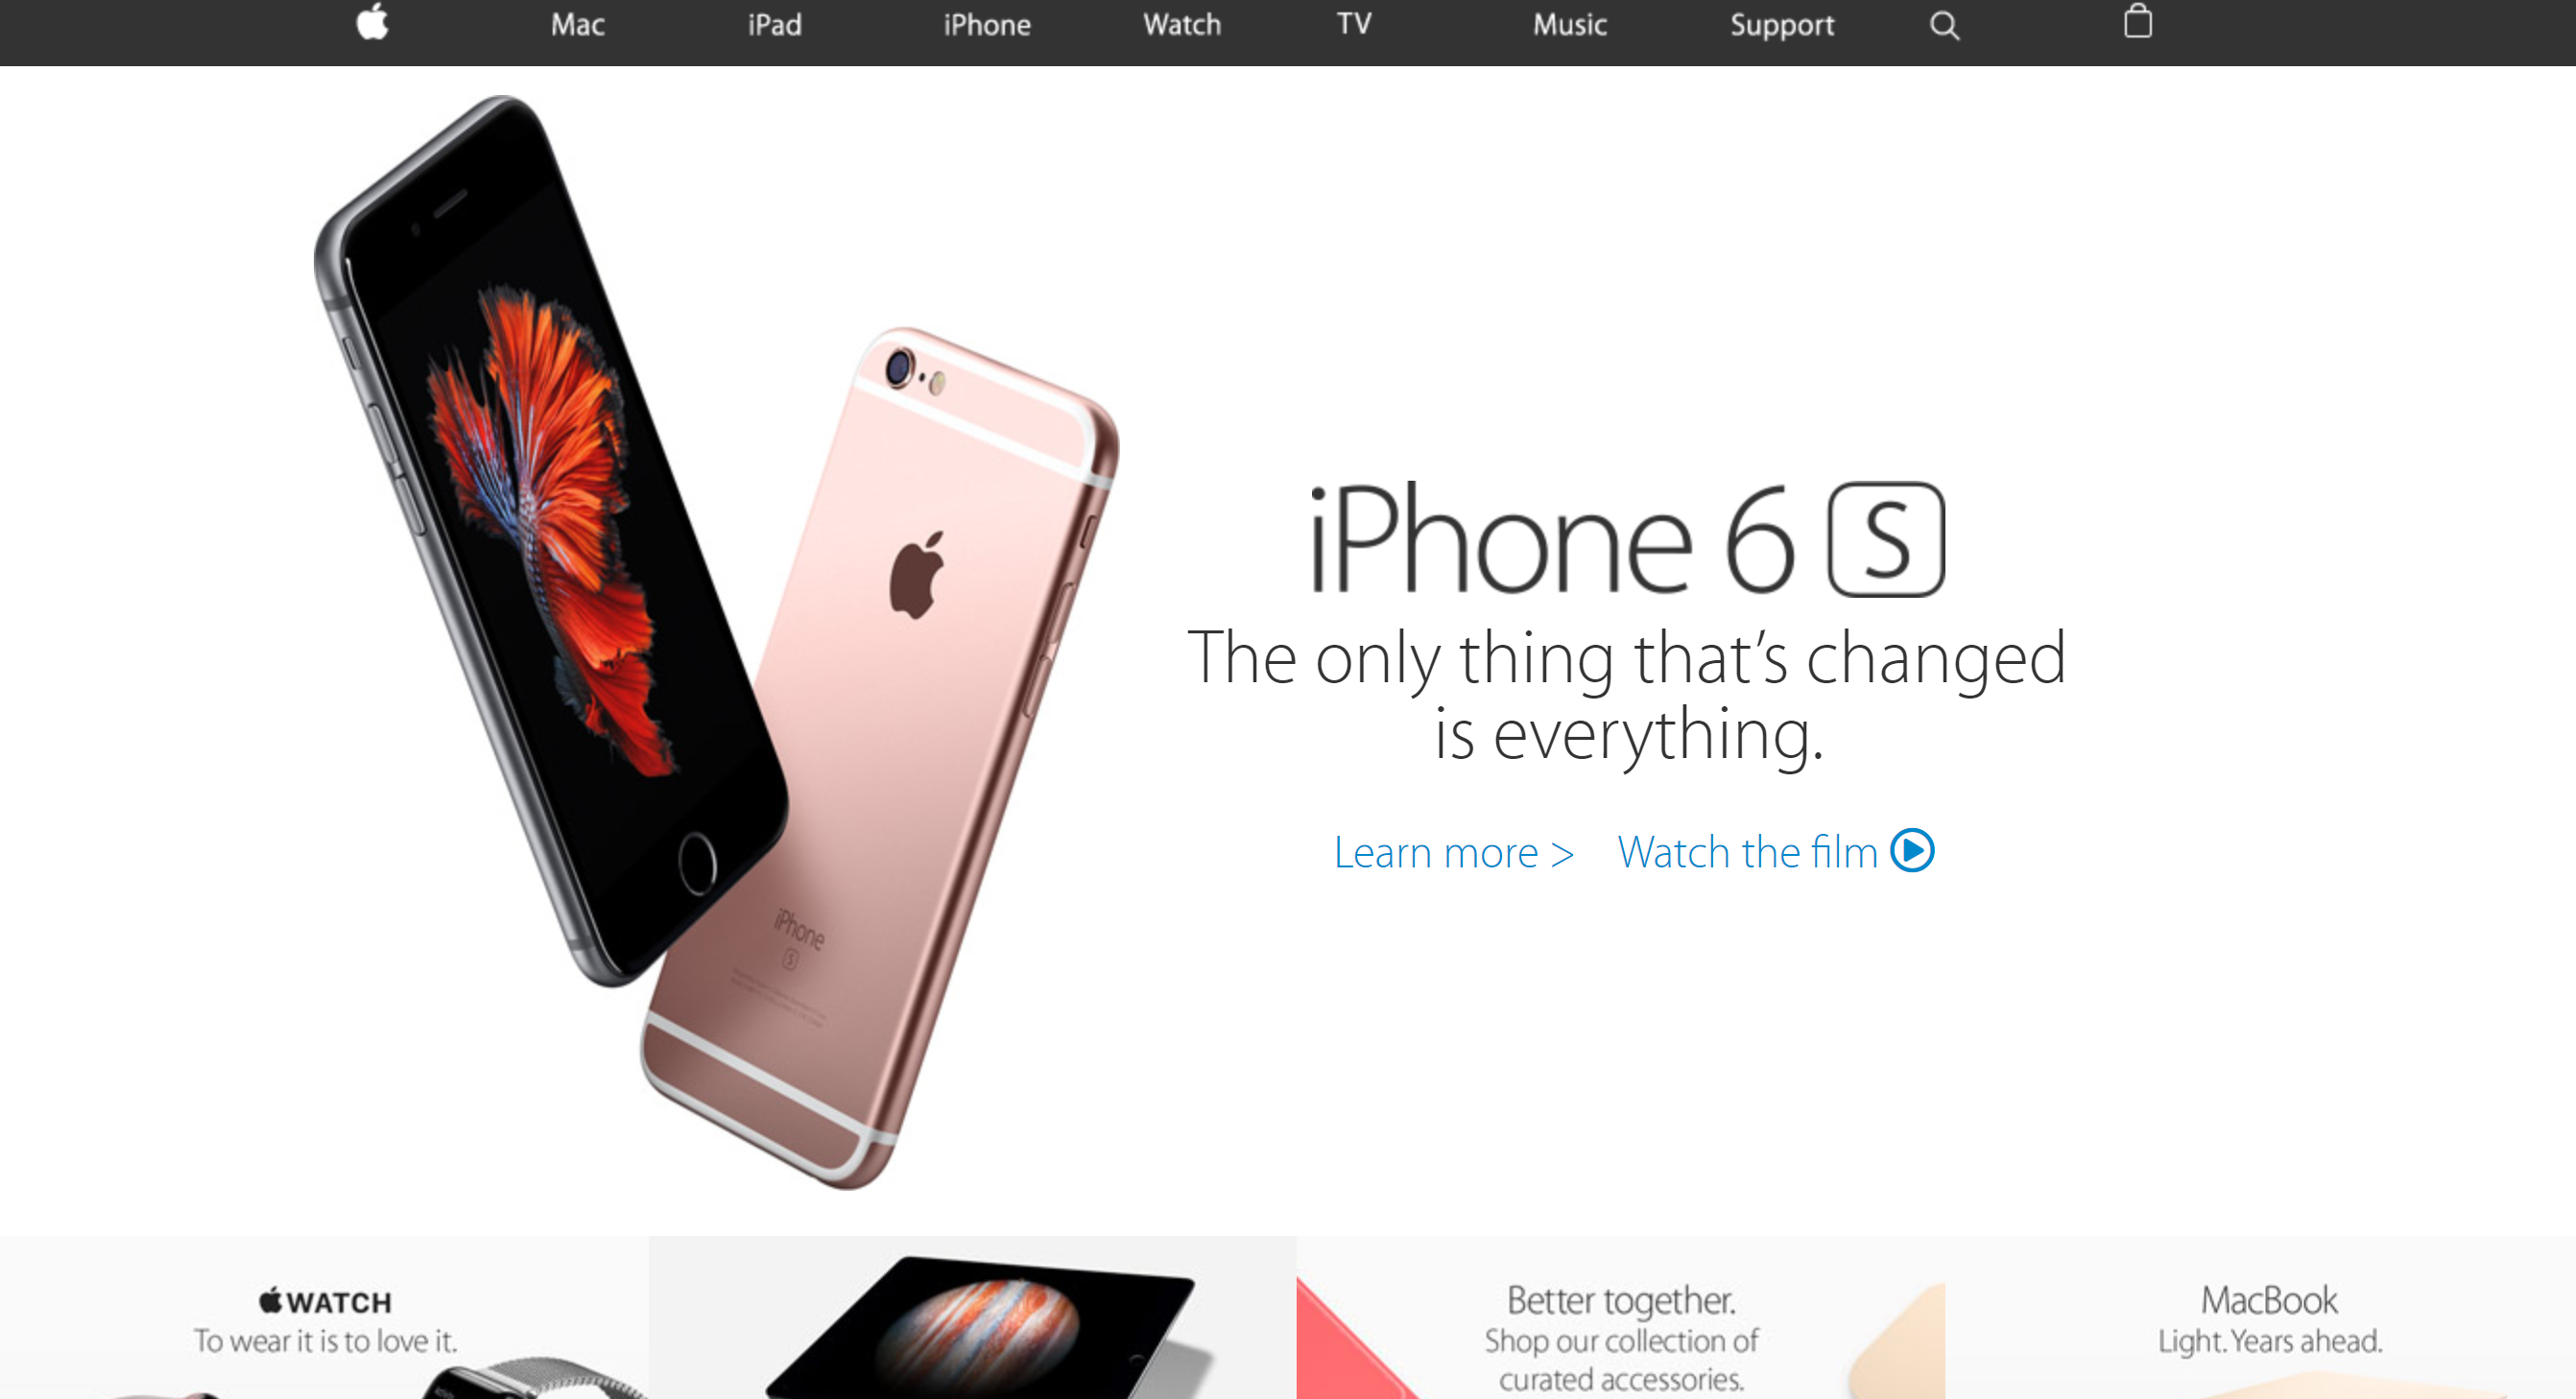 Mac iPad iPhone Watch TV Music Support
iPhone 6 S
The only thing that’s changed
is everything.
Learn more > Watch the film
iPhone
S
WATCH
To wear it is to love it.
Better together.
Shop our collection of
curated accessories.
MacBook
Light. Years ahead.